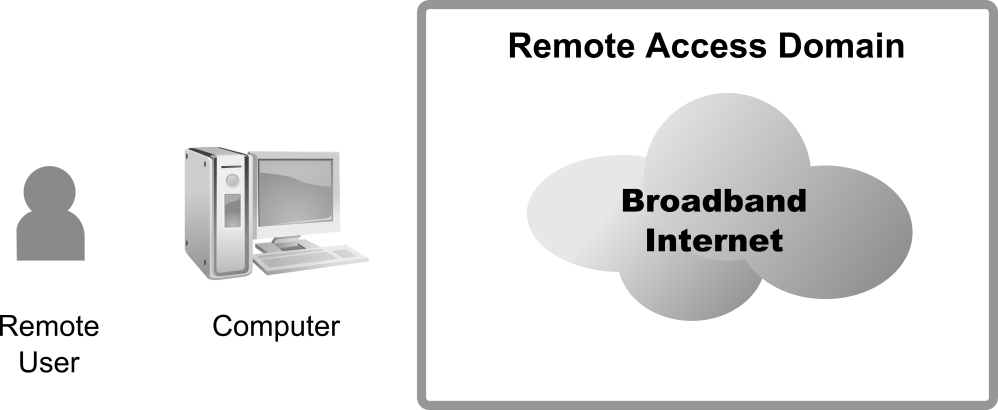 Remote Access Domain
Broadband
Internet
Remote
User
Computer